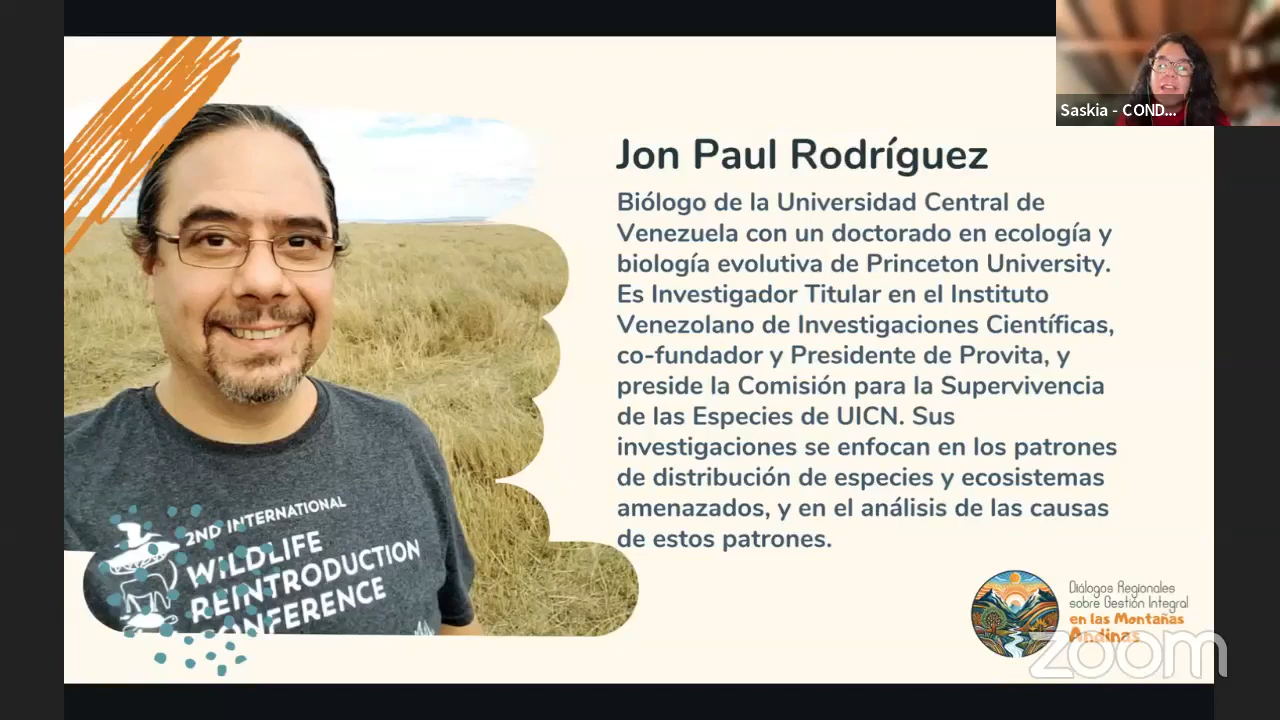 Saskia - COND...
Jon Paul Rodríguez
Biólogo de la Universidad Central de
Venezuela con un doctorado en ecología y
biología evolutiva de Princeton University.
Es Investigador Titular en el Instituto
Venezolano de Investigaciones Científicas,
co-fundador y Presidente de Provita, y
preside la Comisión para la Supervivencia
de las Especies de UICN. Sus
investigaciones se enfocan en los patrones
de distribución de especies y ecosistemas
amenazados, y en el análisis de las causas
de estos patrones.
2ND INTERNATIONAL
WILDLIFE
REINTRODUCTION
CONFERENCE
Diálogos Regionales
sobre Gestión Integral
en las Montañas
Andinas
zoom